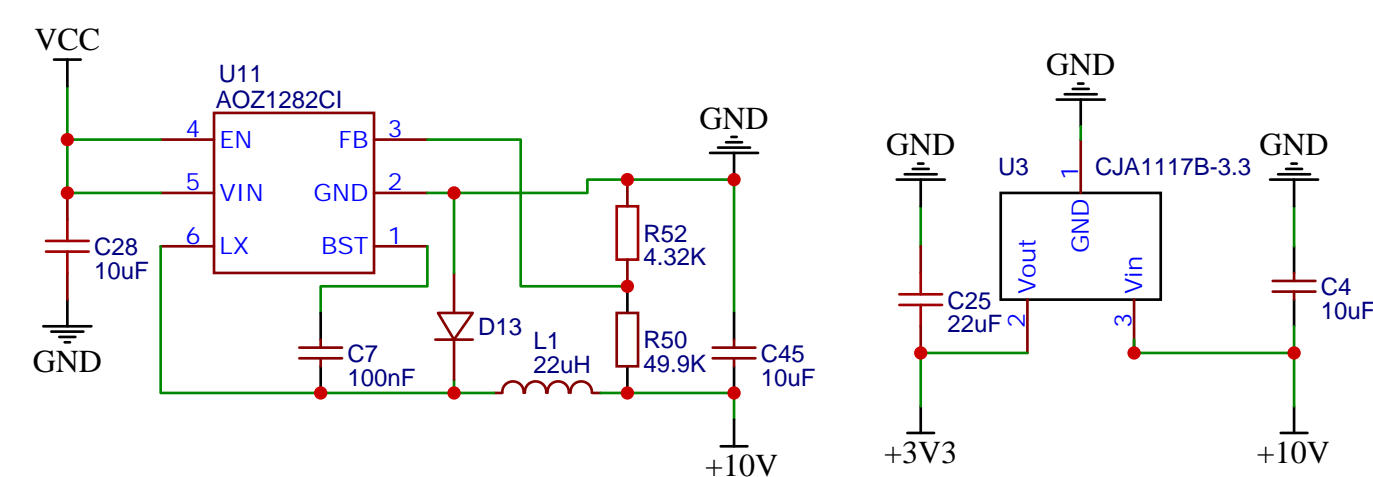 VCC
U11
AOZ1282CI
4
EN
FB
3
5
VIN
GND
2
6
LX
BST
1
C28
10uF
GND
C7
100nF
D13
L1
22uH
R52
4.32K
R50
49.9K
GND
C45
10uF
+10V
GND
U3
CJA1117B-3.3
1
GND
Vout
Vin
2
3
GND
C25
22uF
+3V3
GND
C4
10uF
+10V